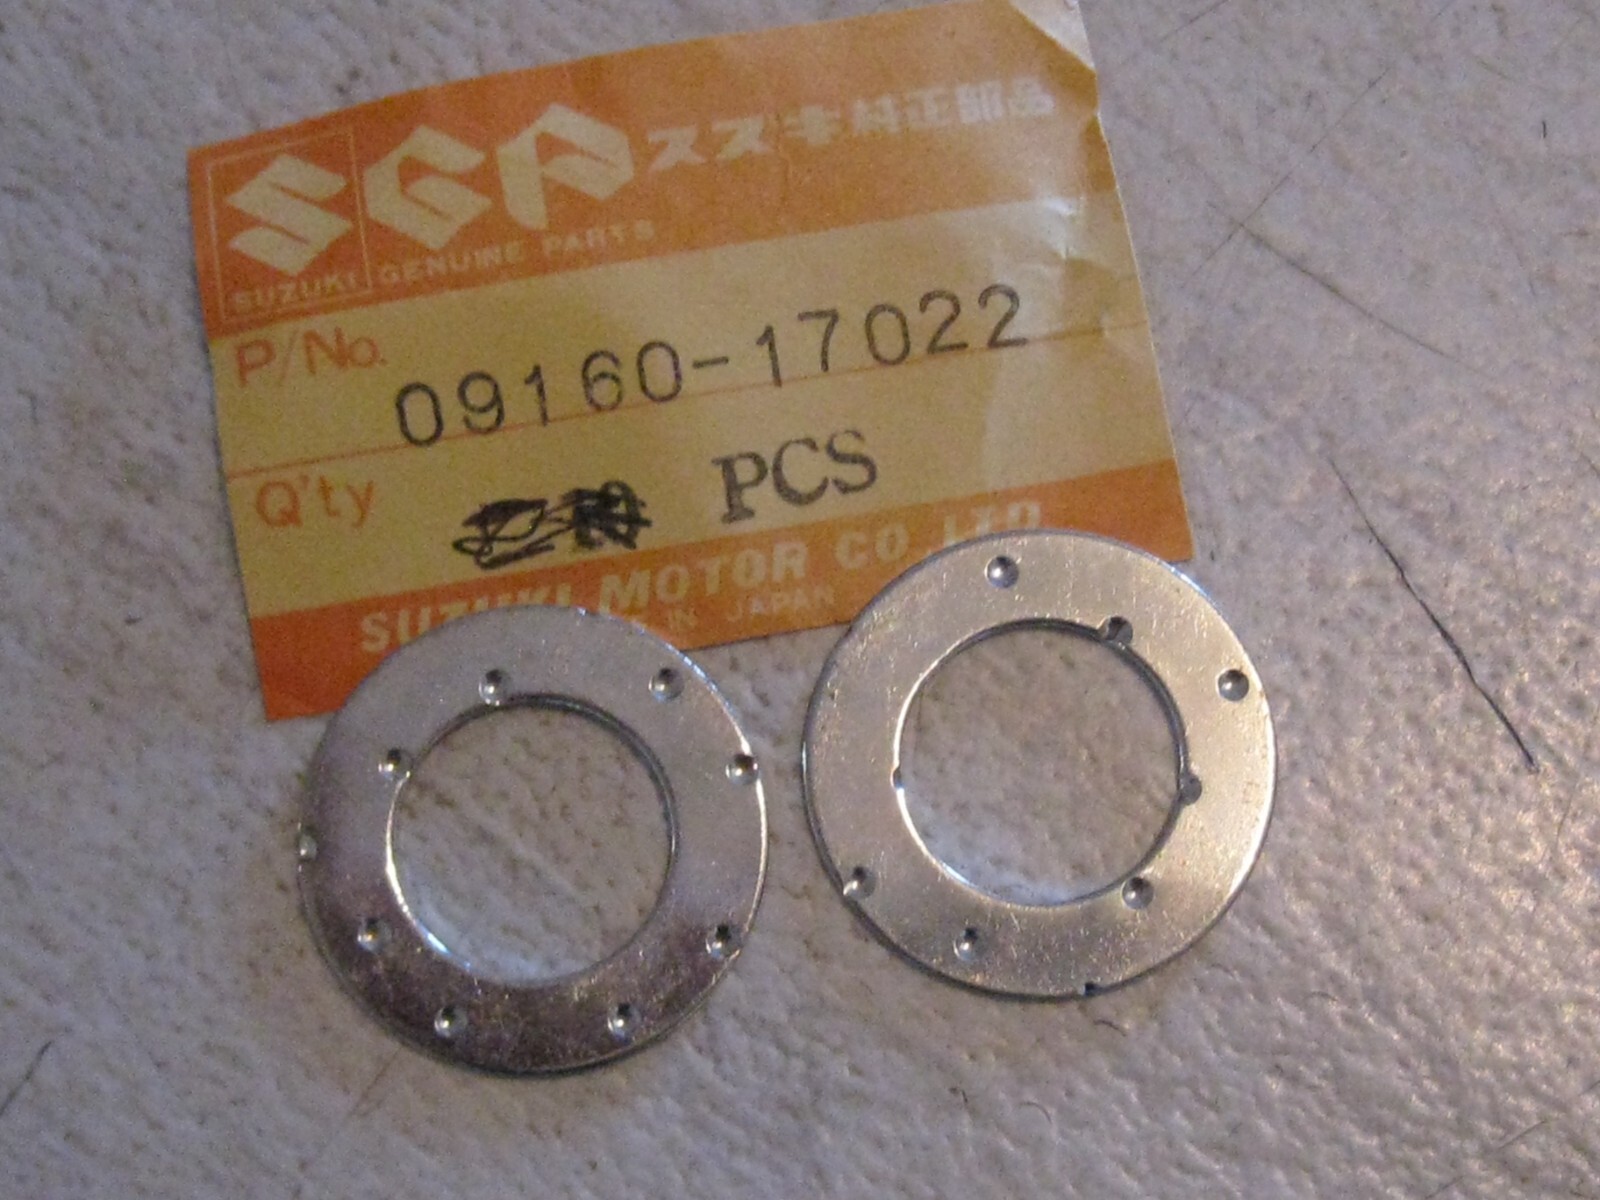 SGP スズキ純正部品
SUZUKI GENUINE PARTS
P/No. 09160-17022
Q'ty PCS
SUZUKI MOTOR CO.,LTD
IN JAPAN